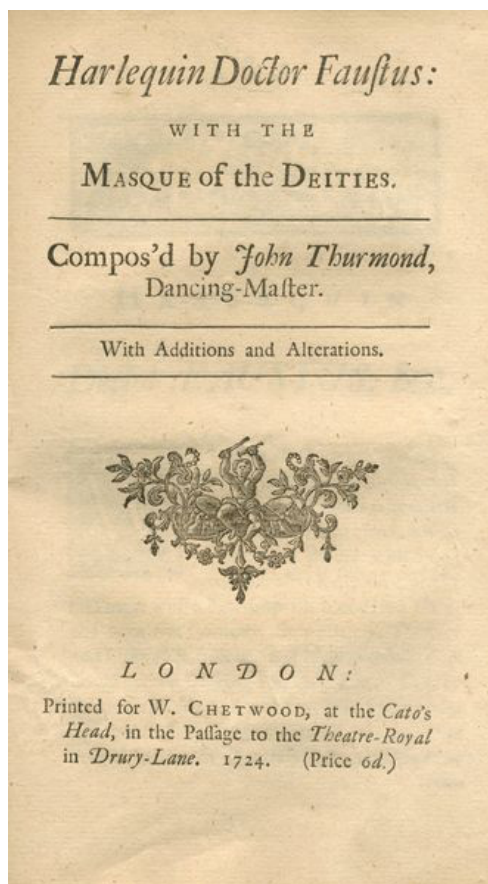 Harlequin Doctor Fauſtus:
WITH THE
MASQUE of the DEITIES.
Compos'd by John Thurmond,
Dancing-Maſter.
With Additions and Alterations.
LONDON:
Printed for W. CHETWOOD, at the Cato's
Head, in the Paſſage to the Theatre-Royal
in Drury-Lane. 1724. (Price 6d.)